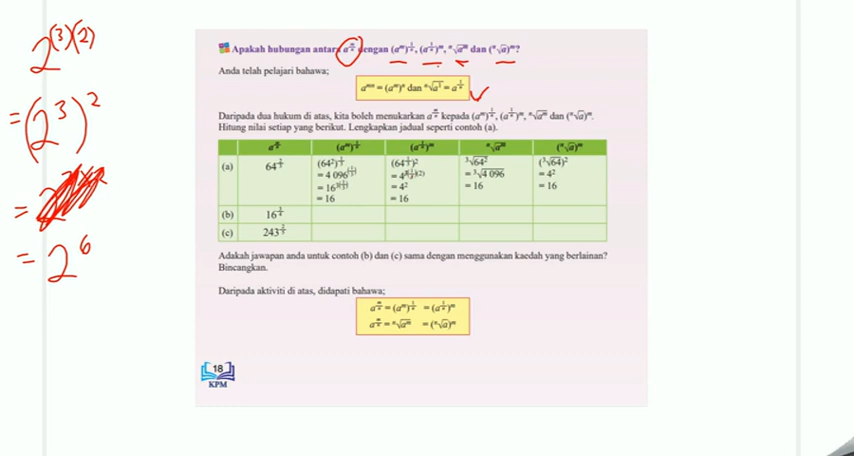 2^{(3)(2)}
= (2^3)^2
= 2^6
Apakah hubungan antara a^{m/n} dengan (a^m)^{1/n}, (a^{1/n})^m, ⁿ√a^m dan (ⁿ√a)^m?
Anda telah pelajari bahawa;
a^{mn} = (a^m)^n dan ⁿ√a^1 = a^{1/n}
Daripada dua hukum di atas, kita boleh menukarkan a^{m/n} kepada (a^m)^{1/n}, (a^{1/n})^m, ⁿ√a^m dan (ⁿ√a)^m.
Hitung nilai setiap yang berikut. Lengkapkan jadual seperti contoh (a).
a^{m/n} (a^m)^{1/n} (a^{1/n})^m ⁿ√a^m (ⁿ√a)^m
(a) 64^{2/3} (64^2)^{1/3} (64^{1/3})^2 ³√64^2 (³√64)^2
= 4 096^{(1/3)} = 4^{3(1/3)(2)} = ³√4 096 = 4^2
= 16^{3(1/3)} = 4^2 = 16 = 16
= 16 = 16
(b) 16^{3/4}
(c)
Adakah jawapan anda untuk contoh (b) dan (c) sama dengan menggunakan kaedah yang berlainan?
Bincangkan.
Daripada aktiviti di atas, didapati bahawa;
a^{m/n} = (a^m)^{1/n} = (a^{1/n})^m
a^{m/n} = ⁿ√a^m = (ⁿ√a)^m
18
KPM